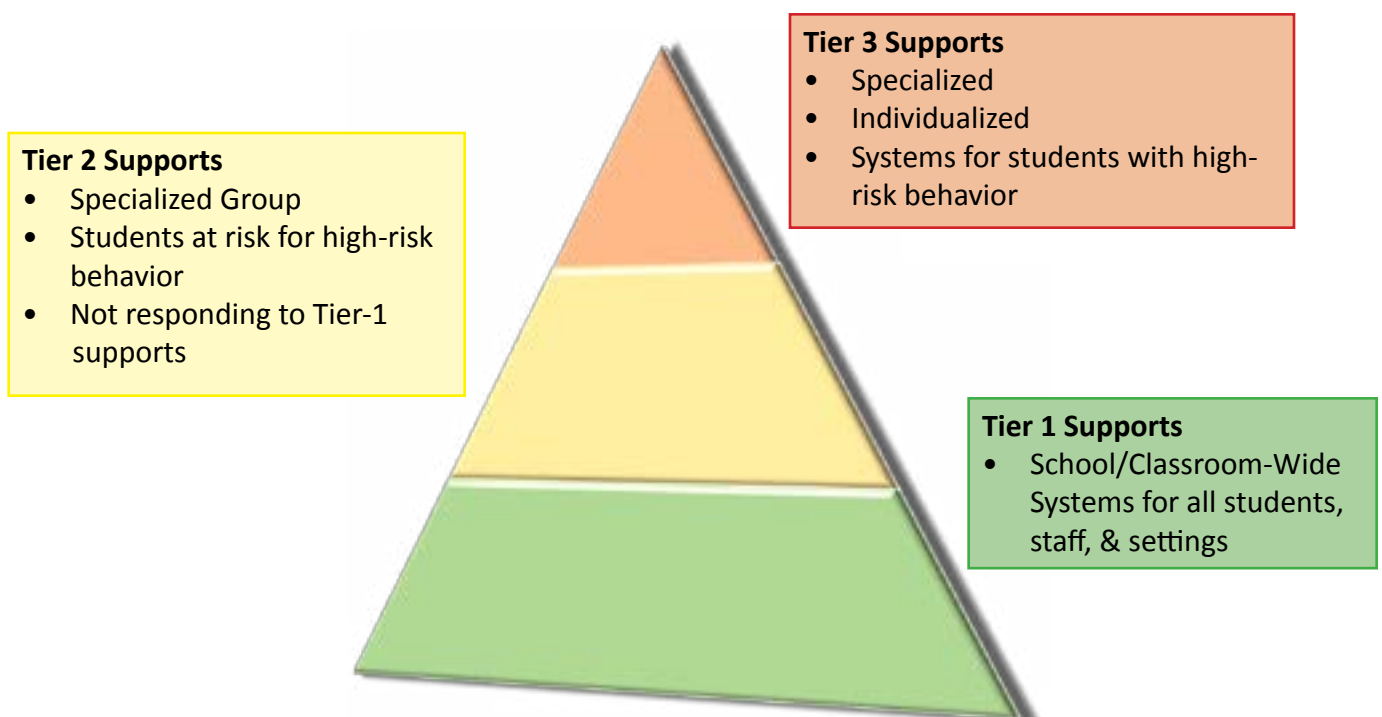 Tier 3 Supports
• Specialized
• Individualized
• Systems for students with high-
risk behavior
Tier 2 Supports
• Specialized Group
• Students at risk for high-risk
behavior
• Not responding to Tier-1
supports
Tier 1 Supports
• School/Classroom-Wide
Systems for all students,
staff, & settings